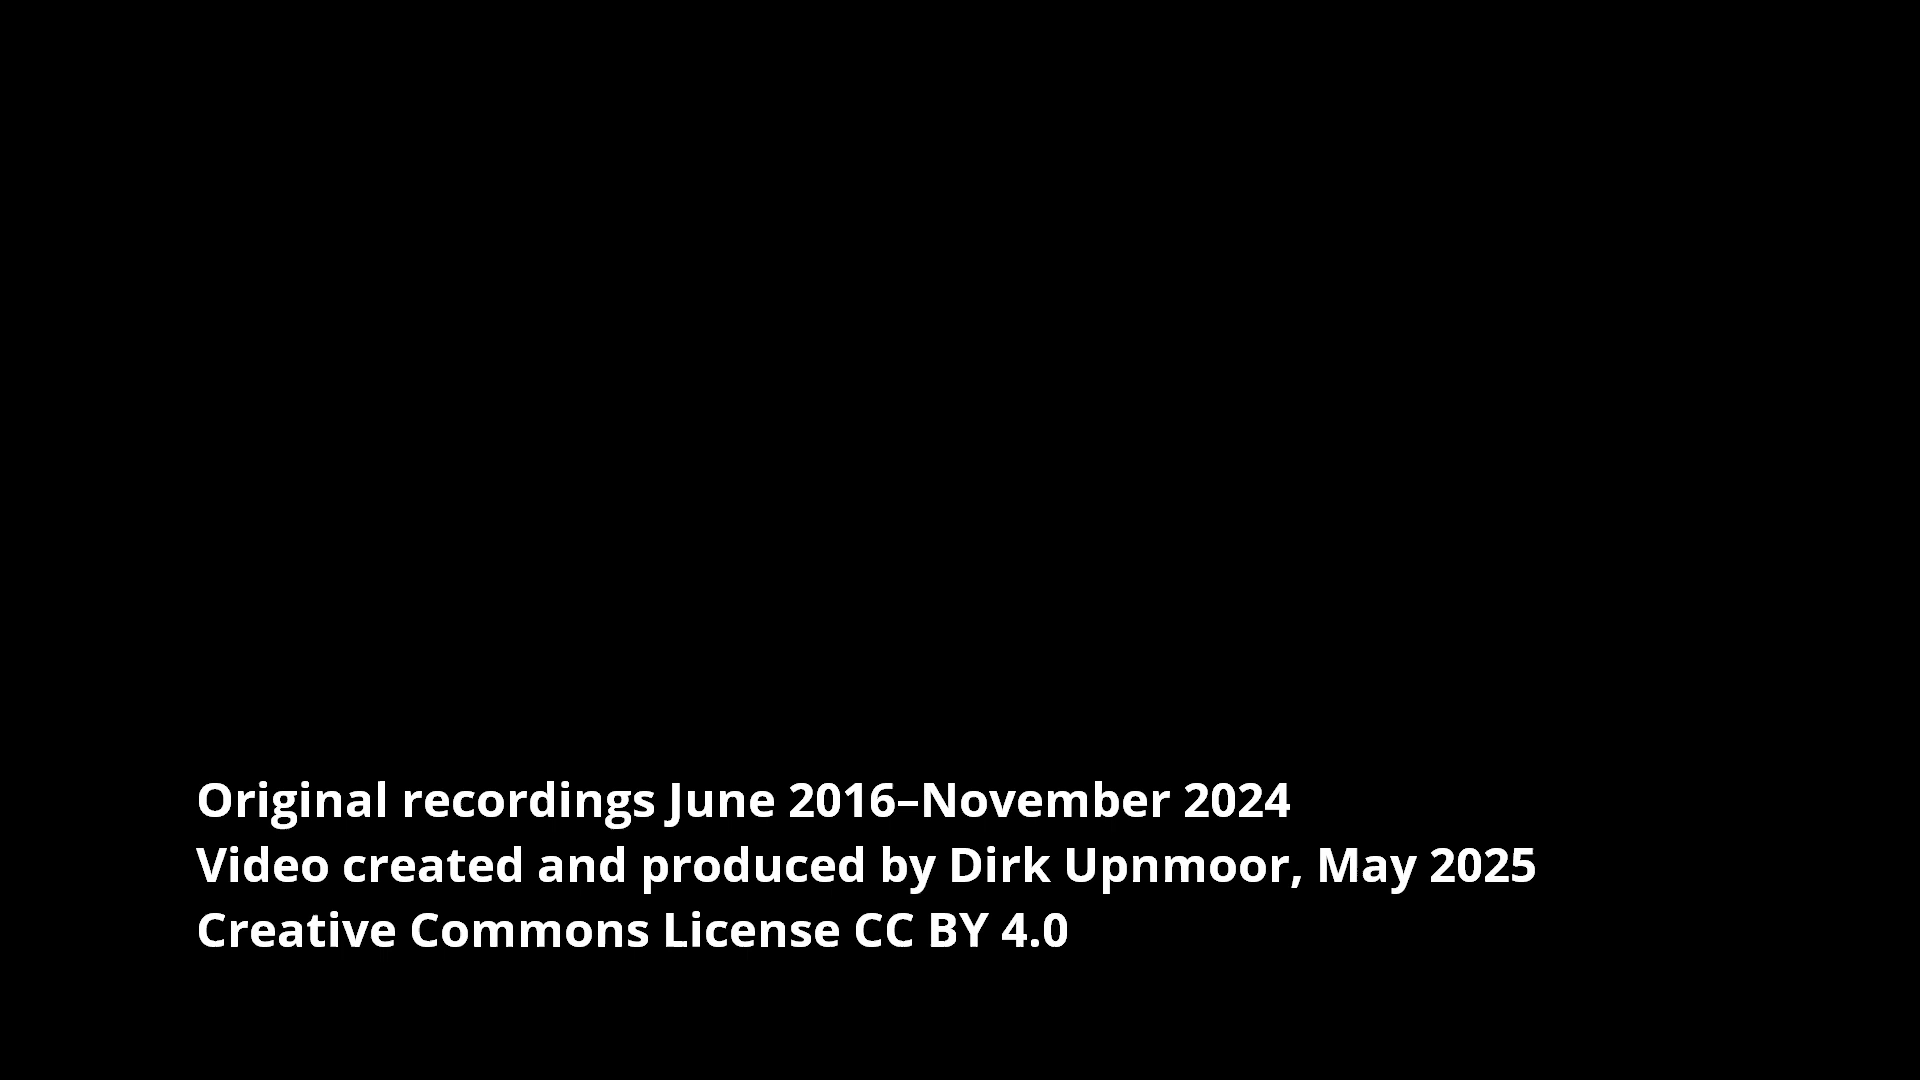 Original recordings June 2016–November 2024
Video created and produced by Dirk Upnmoor, May 2025
Creative Commons License CC BY 4.0